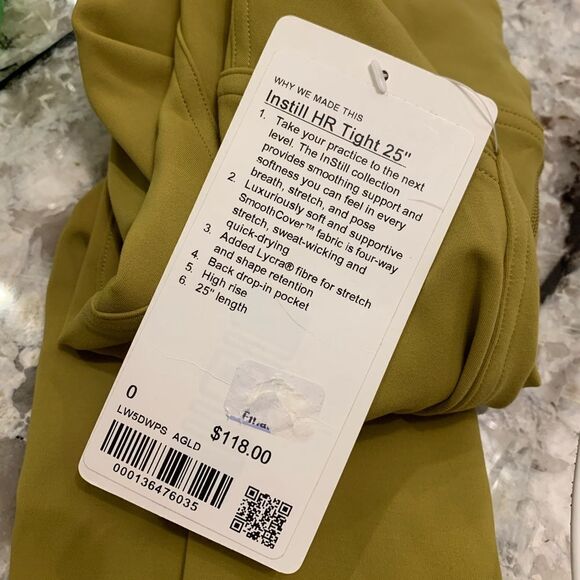 WHY WE MADE THIS
Instill HR Tight 25"
1. Take your practice to the next
level. The InStill collection
provides smoothing support and
softness you can feel in every
breath, stretch, and pose
2. Luxuriously soft and supportive
SmoothCover™ fabric is four-way
stretch, sweat-wicking and
quick-drying
3. Added Lycra® fibre for stretch
and shape retention
4. Back drop-in pocket
5. High rise
6. 25" length
0
LW5DWPS AGLD
$118.00
000136476035